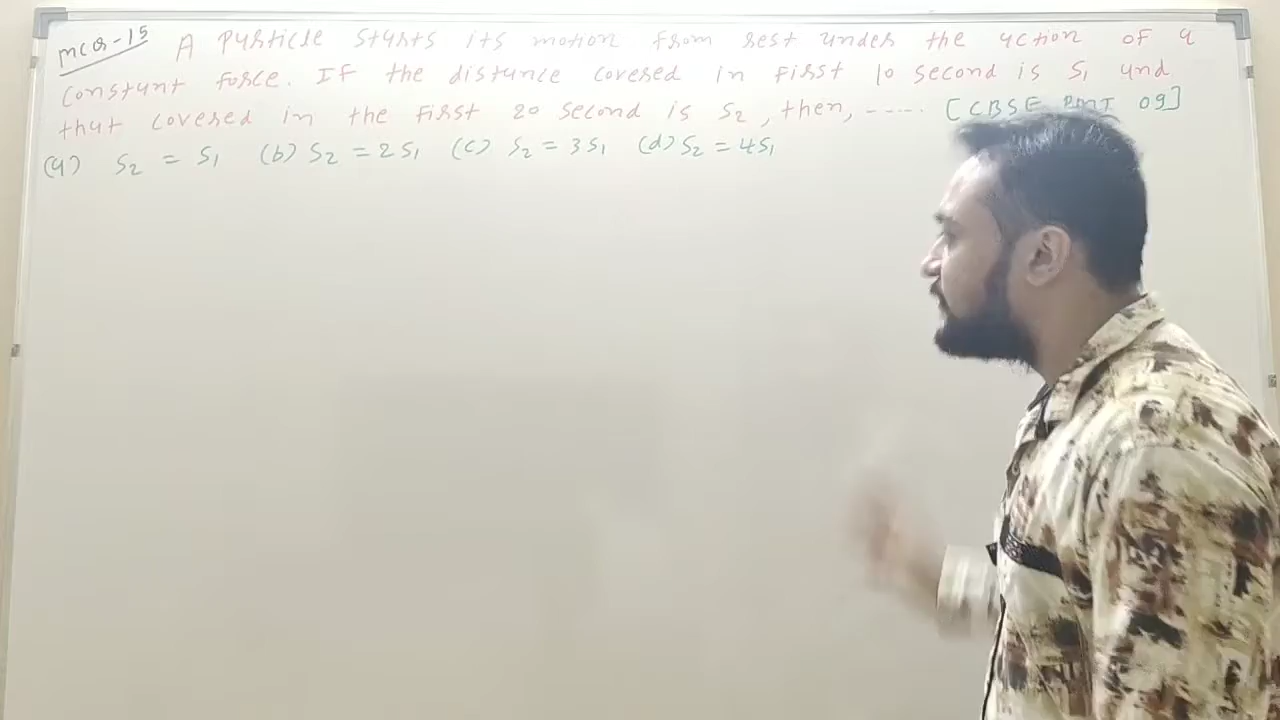 MCQ-15 A particle starts its motion from rest under the action of a
constant force. If the distance covered in first 10 second is S₁ and
that covered in the first 20 second is S₂, then, ...... [CBSE PMT 09]
(a) S₂ = S₁ (b) S₂ = 2S₁ (c) S₂ = 3S₁ (d) S₂ = 4S₁